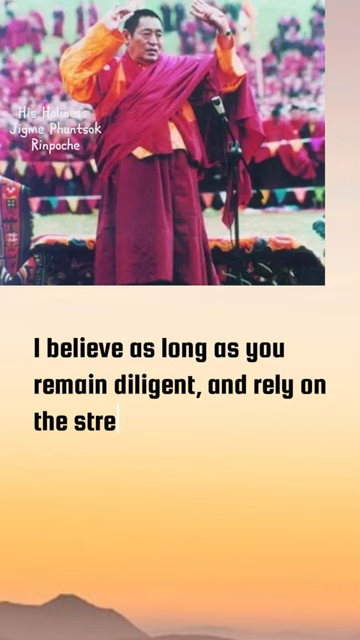 His Holiness
Jigme Phuntsok
Rinpoche
I believe as long as you
remain diligent, and rely on
the stre